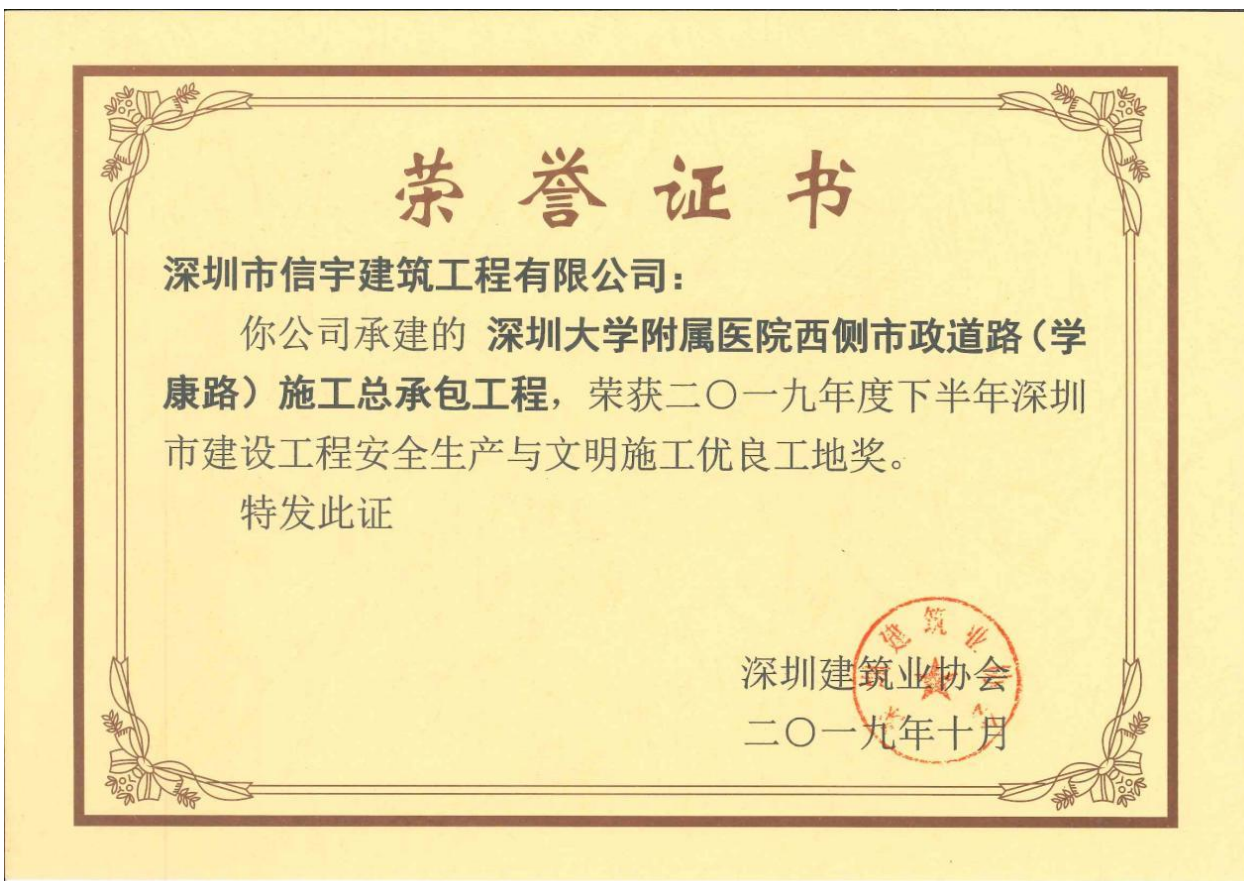 荣誉证书
深圳市信宇建筑工程有限公司：
你公司承建的 深圳大学附属医院西侧市政道路（学
康路）施工总承包工程，荣获二〇一九年度下半年深圳
市建设工程安全生产与文明施工优良工地奖。
特发此证
建筑业
深圳建筑业协会
二〇一九年十月